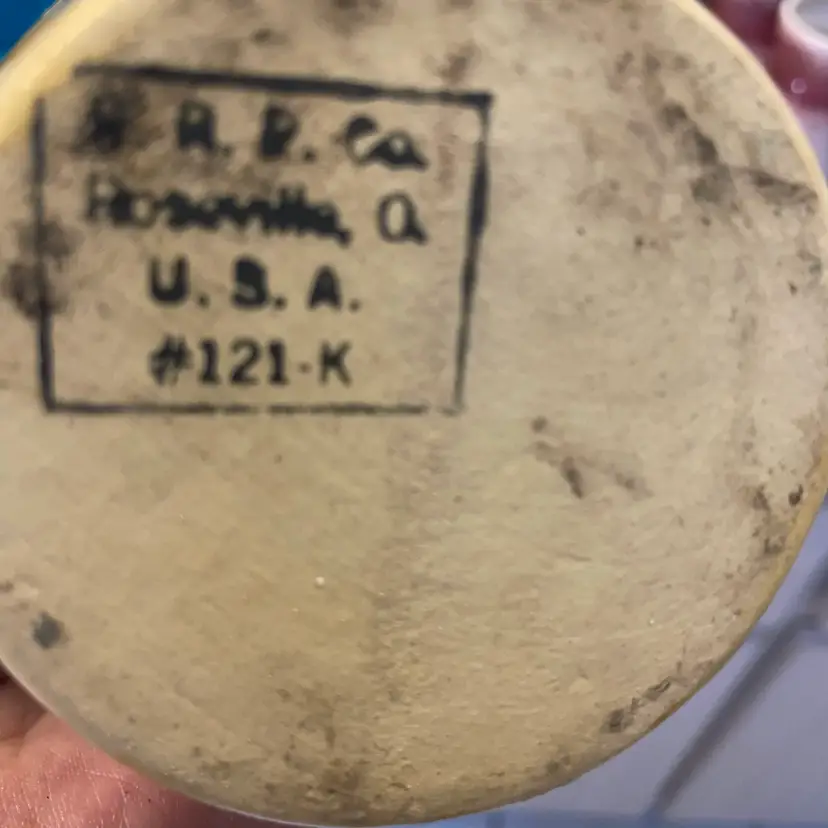 R. R. P. Co.
Roseville, O.
U. S. A.
#121-K